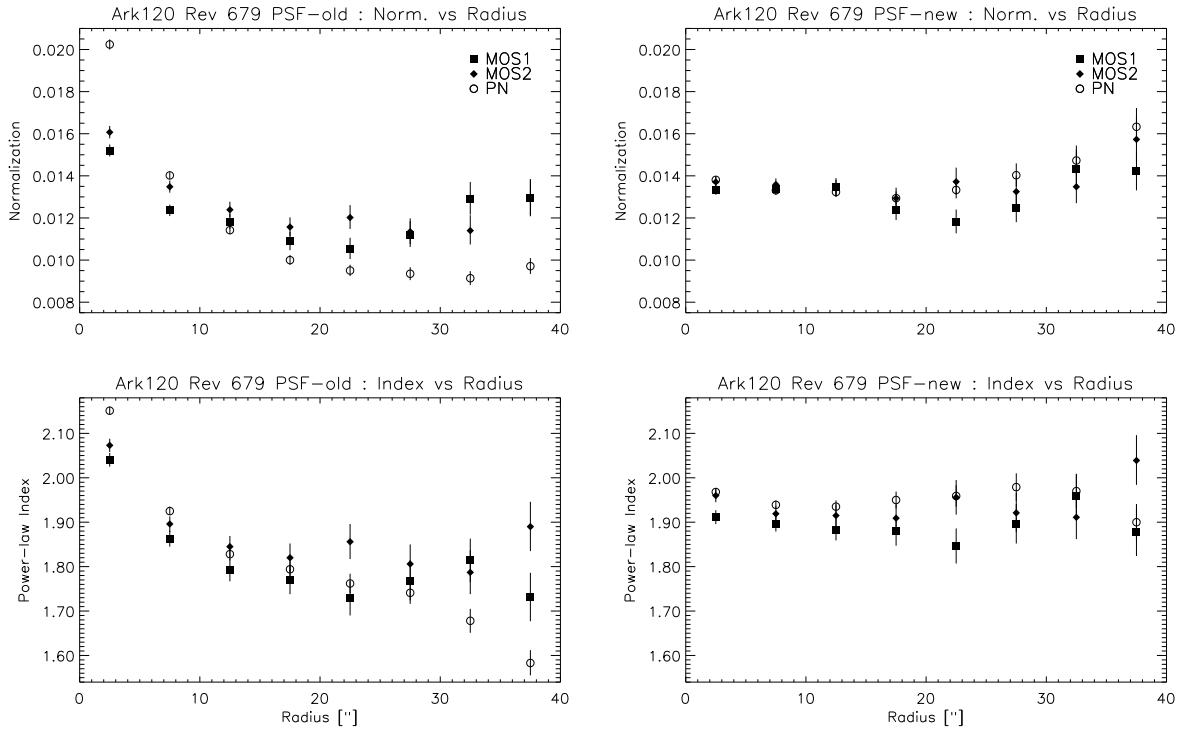 Ark120 Rev 679 PSF-old : Norm. vs Radius
0.020
0.018
0.016
0.014
0.012
0.010
0.008
Normalization
MOS1
MOS2
PN
0 10 20 30 40
Ark120 Rev 679 PSF-new : Norm. vs Radius
0.020
0.018
0.016
0.014
0.012
0.010
0.008
Normalization
MOS1
MOS2
PN
0 10 20 30 40
Ark120 Rev 679 PSF-old : Index vs Radius
2.10
2.00
1.90
1.80
1.70
1.60
Power-law Index
0 10 20 30 40
Radius ["]
Ark120 Rev 679 PSF-new : Index vs Radius
2.10
2.00
1.90
1.80
1.70
1.60
Power-law Index
0 10 20 30 40
Radius ["]